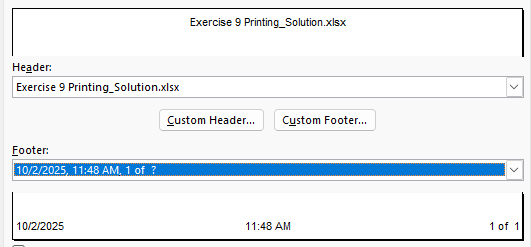 Exercise 9 Printing_Solution.xlsx
Header:
Exercise 9 Printing_Solution.xlsx
Custom Header... Custom Footer...
Footer:
10/2/2025, 11:48 AM, 1 of ?
10/2/2025 11:48 AM 1 of 1